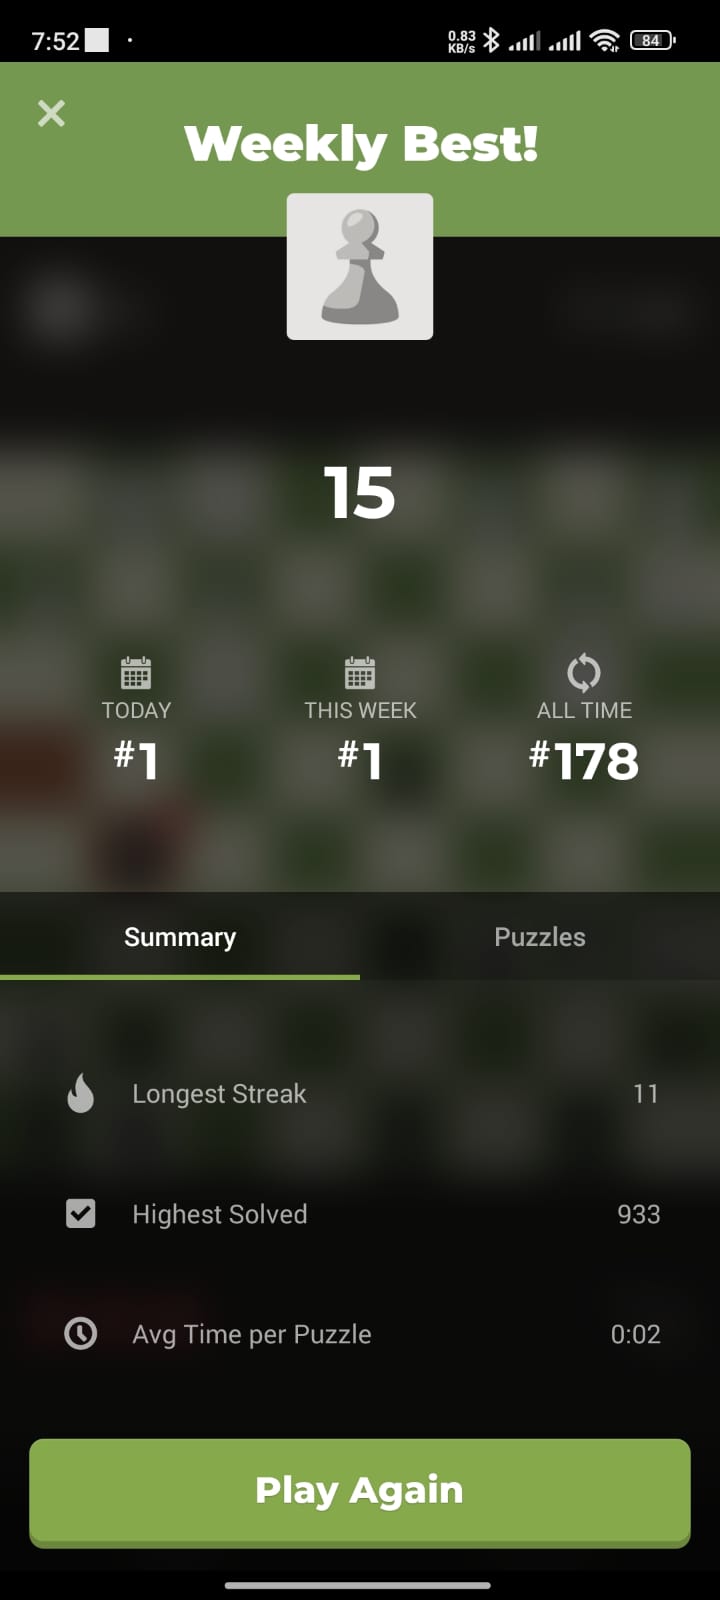 7:52
0.83
KB/s
84
Weekly Best!
15
TODAY
THIS WEEK
ALL TIME
#1
#1
#178
Summary
Puzzles
Longest Streak 11
Highest Solved 933
Avg Time per Puzzle 0:02
Play Again